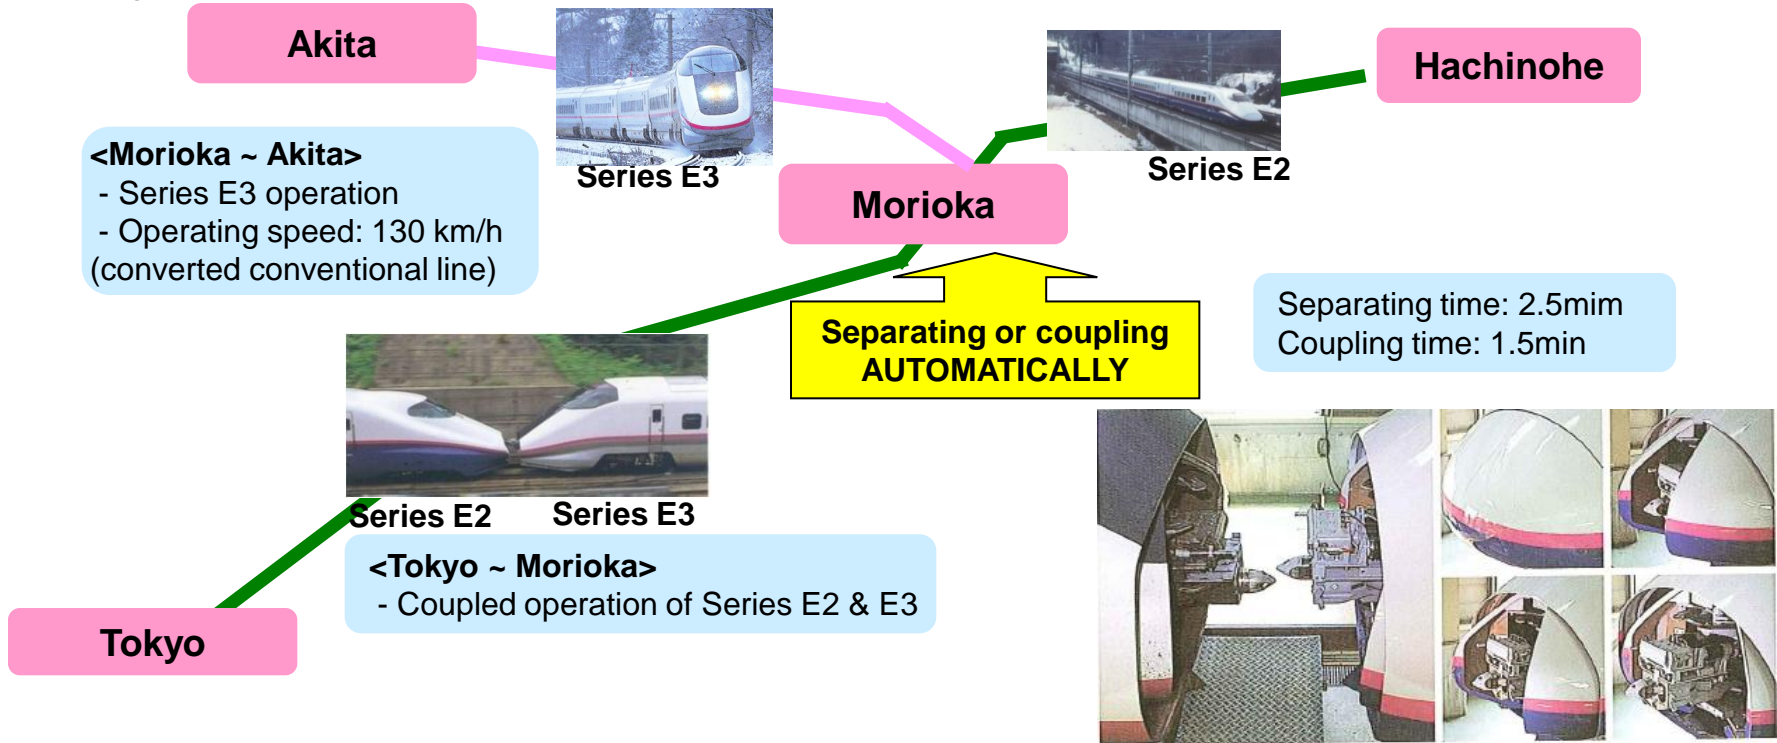 Akita
Hachinohe
<Morioka ~ Akita>
- Series E3 operation
- Operating speed: 130 km/h
(converted conventional line)
Series E3
Series E2
Morioka
Separating or coupling
AUTOMATICALLY
Separating time: 2.5mim
Coupling time: 1.5min
Series E2
Series E3
<Tokyo ~ Morioka>
- Coupled operation of Series E2 & E3
Tokyo